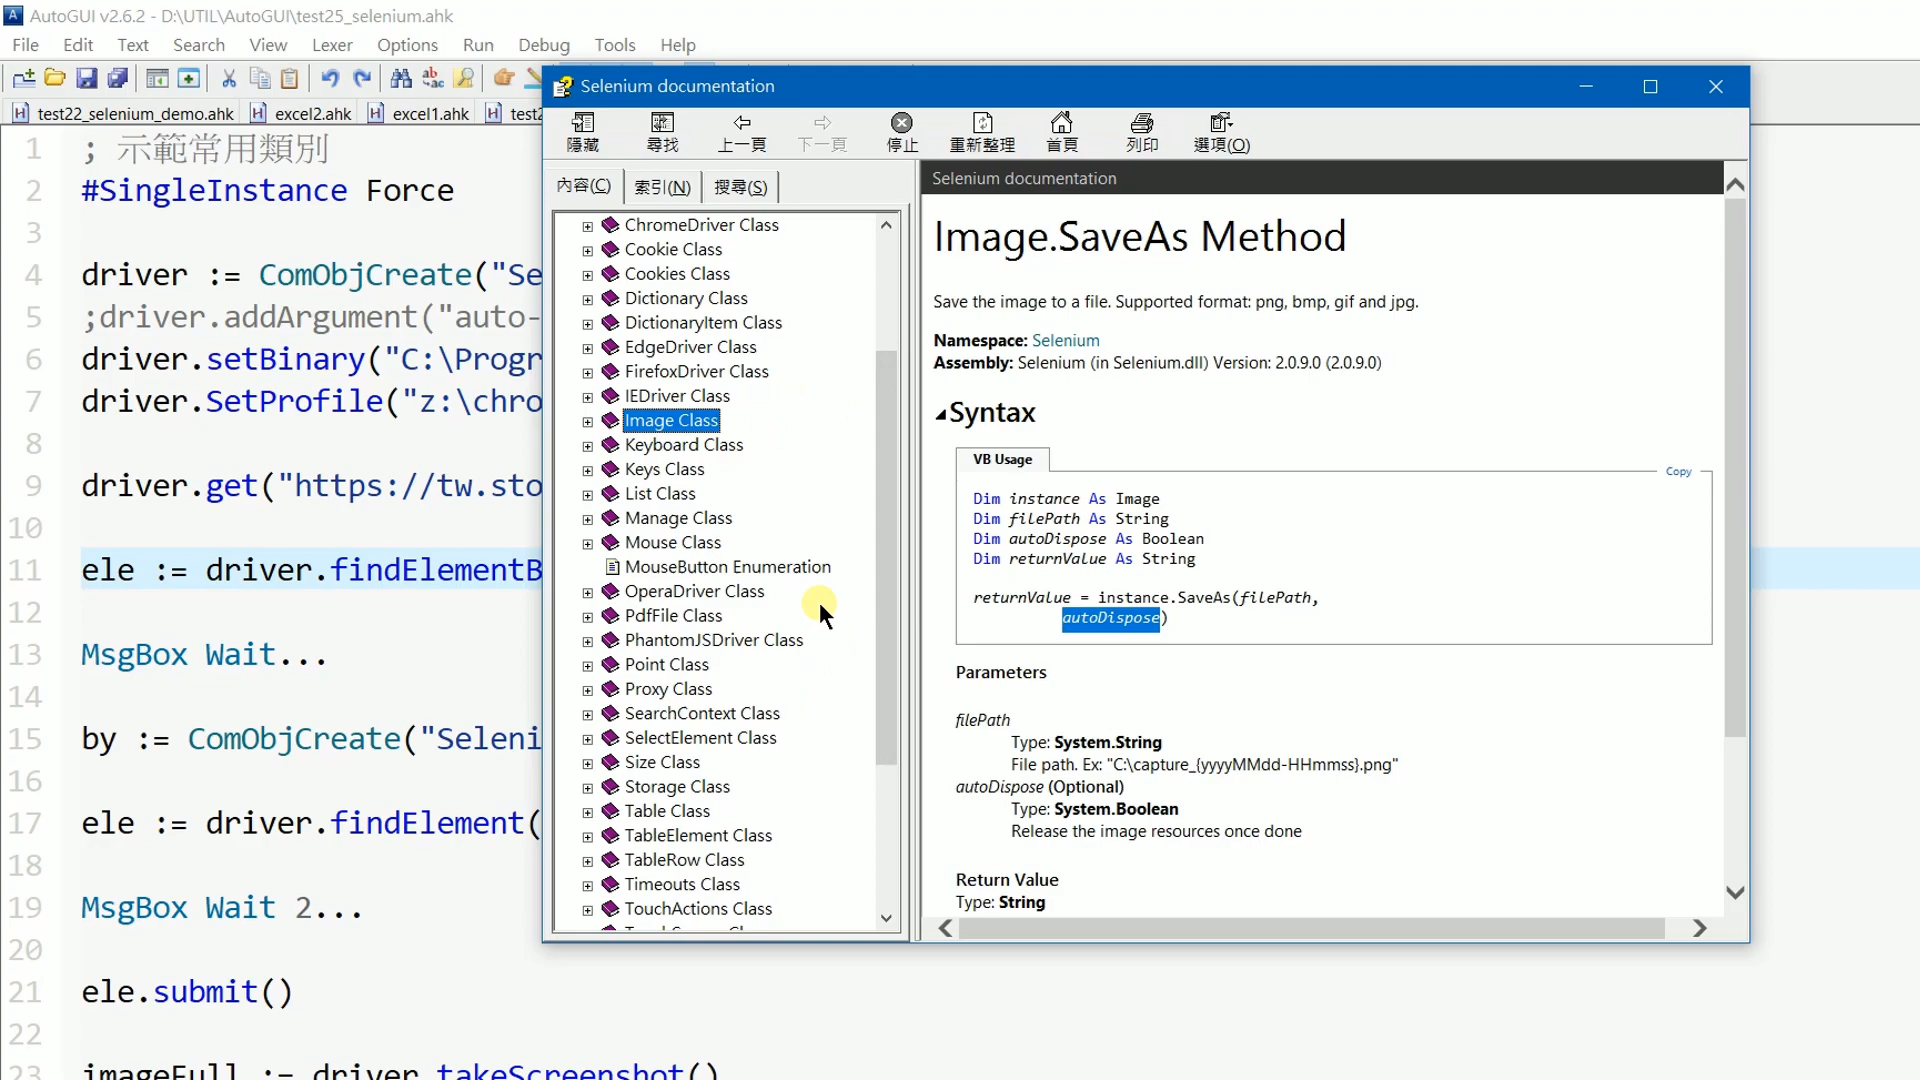 AutoGUI v2.6.2 - D:\UTIL\AutoGUI\test25_selenium.ahk
File Edit Text Search View Lexer Options Run Debug Tools Help
test22_selenium_demo.ahk excel2.ahk excel1.ahk test2
1 ; 示範常用類別
2 #SingleInstance Force
3
4 driver := ComObjCreate("Se
5 ;driver.addArgument("auto-
6 driver.setBinary("C:\Progr
7 driver.SetProfile("z:\chro
8
9 driver.get("https://tw.sto
10
11 ele := driver.findElementB
12
13 MsgBox Wait...
14
15 by := ComObjCreate("Seleni
16
17 ele := driver.findElement(
18
19 MsgBox Wait 2...
20
21 ele.submit()
22
23 imageFull := driver.takeScreenshot()
Selenium documentation
隱藏 尋找 上一頁 下一頁 停止 重新整理 首頁 列印 選項(O)
內容(C) 索引(N) 搜尋(S)
ChromeDriver Class
Cookie Class
Cookies Class
Dictionary Class
DictionaryItem Class
EdgeDriver Class
FirefoxDriver Class
IEDriver Class
Image Class
Keyboard Class
Keys Class
List Class
Manage Class
Mouse Class
MouseButton Enumeration
OperaDriver Class
PdfFile Class
PhantomJSDriver Class
Point Class
Proxy Class
SearchContext Class
SelectElement Class
Size Class
Storage Class
Table Class
TableElement Class
TableRow Class
Timeouts Class
TouchActions Class
Selenium documentation
Image.SaveAs Method
Save the image to a file. Supported format: png, bmp, gif and jpg.
Namespace: Selenium
Assembly: Selenium (in Selenium.dll) Version: 2.0.9.0 (2.0.9.0)
Syntax
VB Usage
Copy
Dim instance As Image
Dim filePath As String
Dim autoDispose As Boolean
Dim returnValue As String
returnValue = instance.SaveAs(filePath,
autoDispose)
Parameters
filePath
Type: System.String
File path. Ex: "C:\capture_{yyyyMMdd-HHmmss}.png"
autoDispose (Optional)
Type: System.Boolean
Release the image resources once done
Return Value
Type: String